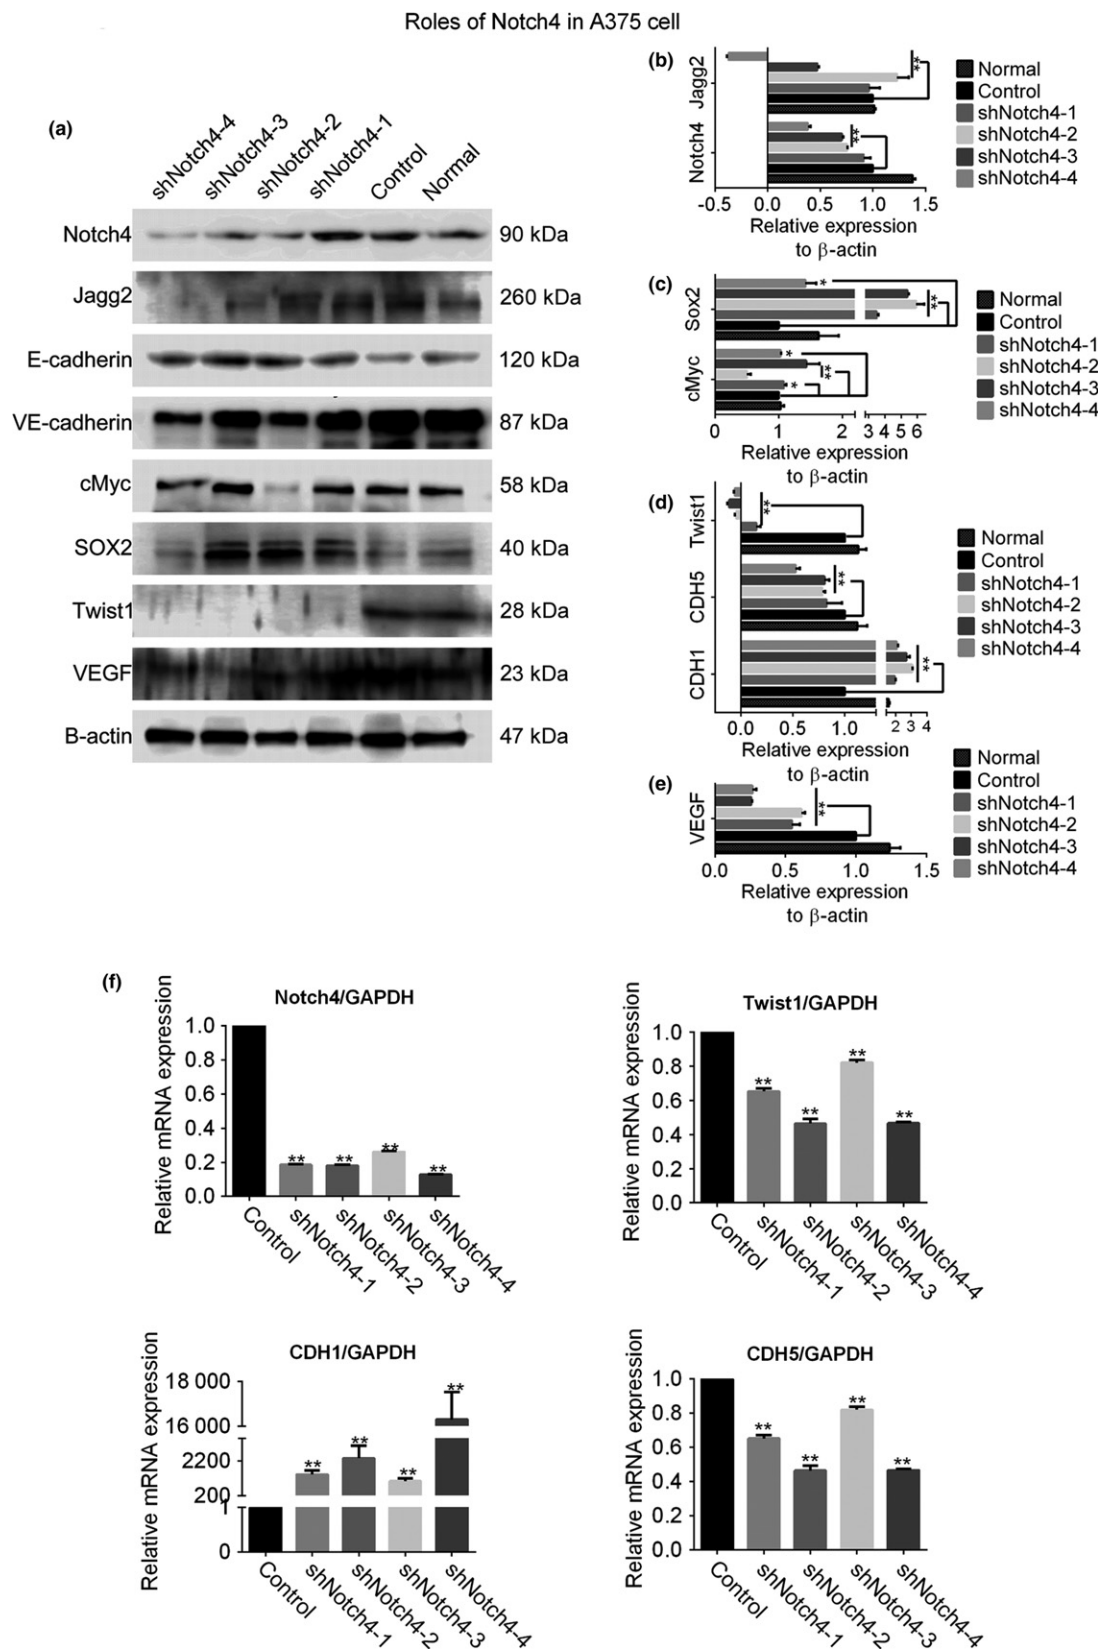 Roles of Notch4 in A375 cell
(a)
shNotch4-4
shNotch4-3
shNotch4-2
shNotch4-1
Control
Normal
Notch4
90 kDa
Jagg2
260 kDa
E-cadherin
120 kDa
VE-cadherin
87 kDa
cMyc
58 kDa
SOX2
40 kDa
Twist1
28 kDa
VEGF
23 kDa
B-actin
47 kDa
(b)
Jagg2
Notch4
**
**
-0.5 0.0 0.5 1.0 1.5
Relative expression
to β-actin
Normal
Control
shNotch4-1
shNotch4-2
shNotch4-3
shNotch4-4
(c)
Sox2
cMyc
*
**
*
**
*
0 1 2 3 4 5 6
Relative expression
to β-actin
Normal
Control
shNotch4-1
shNotch4-2
shNotch4-3
shNotch4-4
(d)
Twist1
CDH5
CDH1
**
**
**
0.0 0.5 1.0 2 3 4
Relative expression
to β-actin
Normal
Control
shNotch4-1
shNotch4-2
shNotch4-3
shNotch4-4
(e)
VEGF
**
0.0 0.5 1.0 1.5
Relative expression
to β-actin
Normal
Control
shNotch4-1
shNotch4-2
shNotch4-3
shNotch4-4
(f)
Notch4/GAPDH
Relative mRNA expression
1.0
0.8
0.6
0.4
0.2
0.0
** ** ** **
Control
shNotch4-1
shNotch4-2
shNotch4-3
shNotch4-4
Twist1/GAPDH
Relative mRNA expression
1.0
0.8
0.6
0.4
0.2
0.0
** ** ** **
Control
shNotch4-1
shNotch4-2
shNotch4-3
shNotch4-4
CDH1/GAPDH
Relative mRNA expression
18 000
16 000
2200
200
1
0
** ** ** **
Control
shNotch4-1
shNotch4-2
shNotch4-3
shNotch4-4
CDH5/GAPDH
Relative mRNA expression
1.0
0.8
0.6
0.4
0.2
0.0
** ** ** **
Control
shNotch4-1
shNotch4-2
shNotch4-3
shNotch4-4